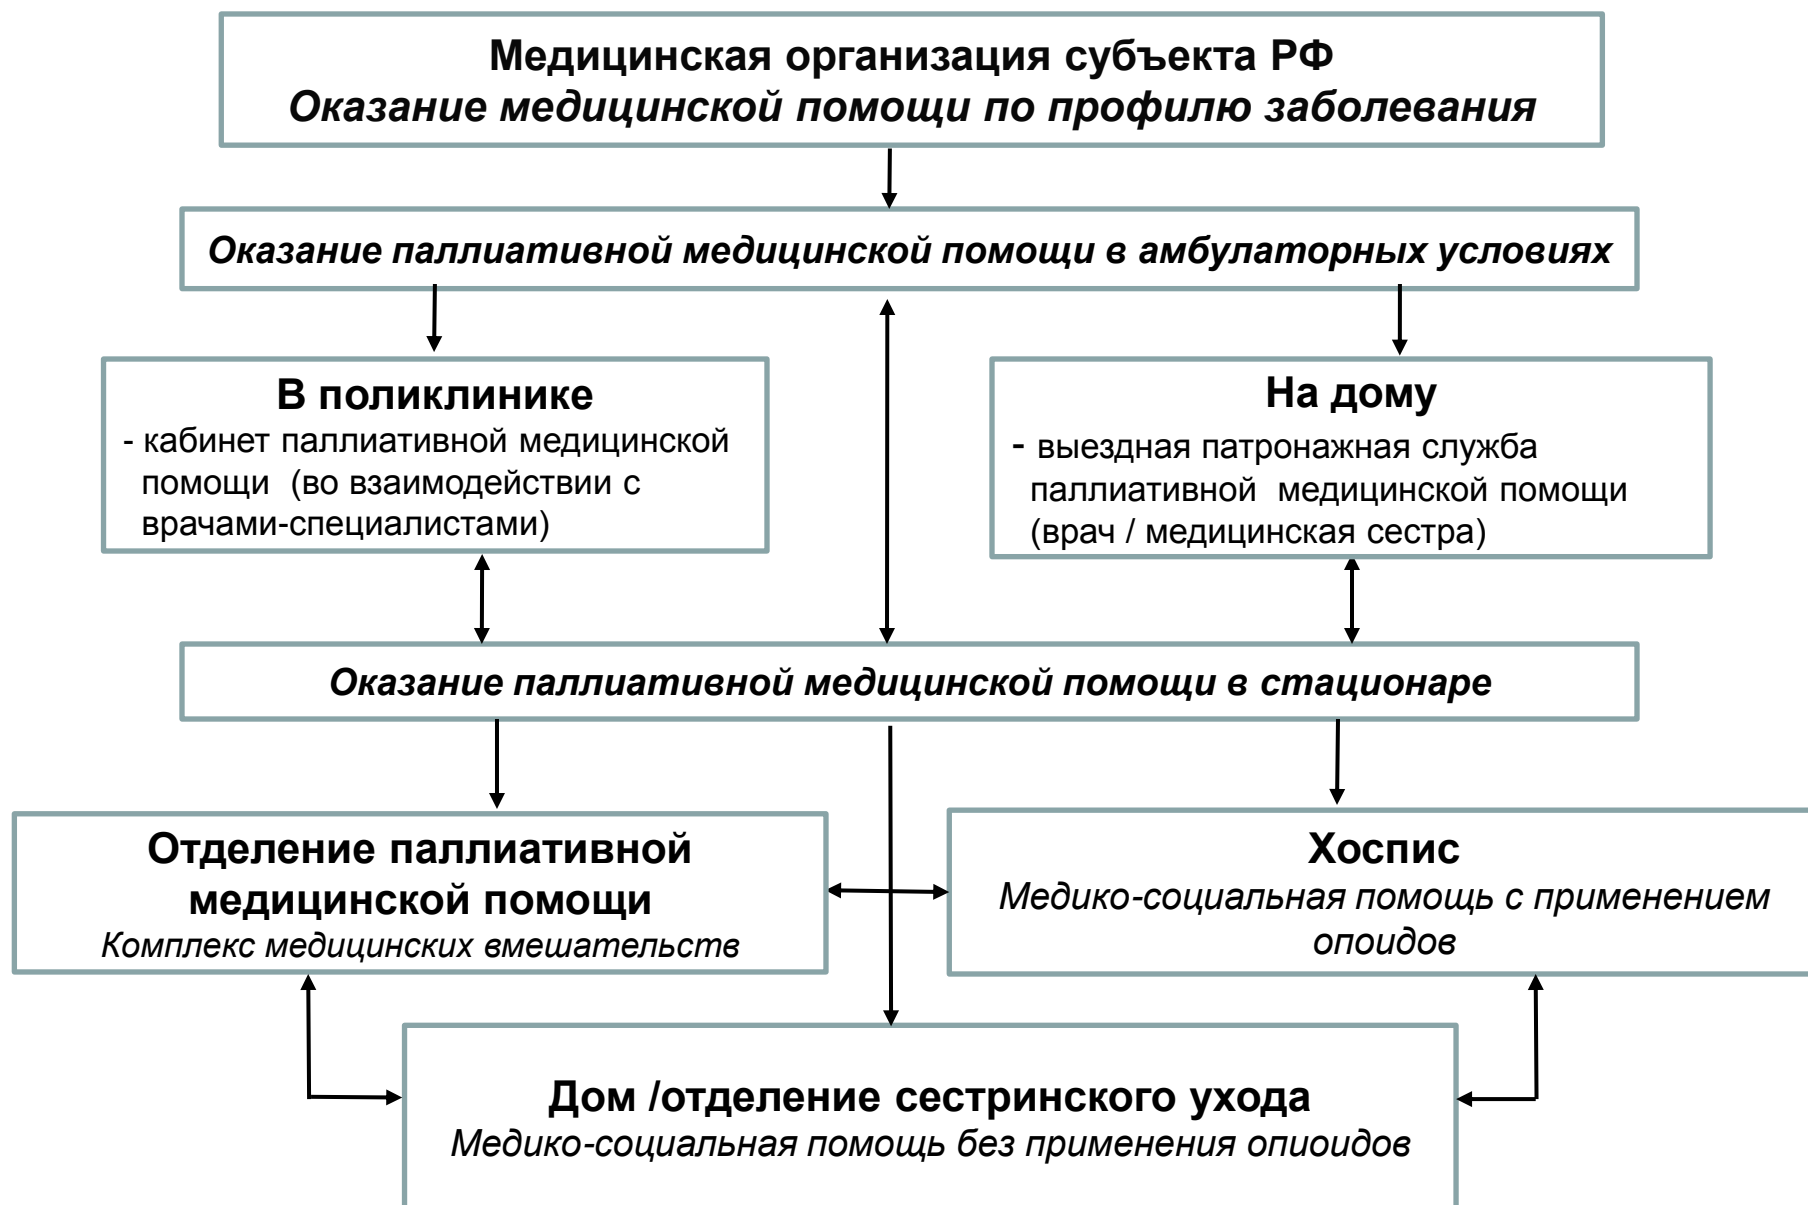 Медицинская организация субъекта РФ
Оказание медицинской помощи по профилю заболевания
Оказание паллиативной медицинской помощи в амбулаторных условиях
В поликлинике
- кабинет паллиативной медицинской
помощи (во взаимодействии с
врачами-специалистами)
На дому
- выездная патронажная служба
паллиативной медицинской помощи
(врач / медицинская сестра)
Оказание паллиативной медицинской помощи в стационаре
Отделение паллиативной
медицинской помощи
Комплекс медицинских вмешательств
Хоспис
Медико-социальная помощь с применением
опоидов
Дом /отделение сестринского ухода
Медико-социальная помощь без применения опиоидов